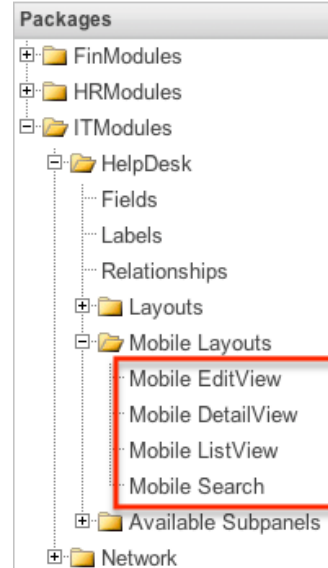 Packages
FinModules
HRModules
ITModules
HelpDesk
Fields
Labels
Relationships
Layouts
Mobile Layouts
Mobile EditView
Mobile DetailView
Mobile ListView
Mobile Search
Available Subpanels
Network